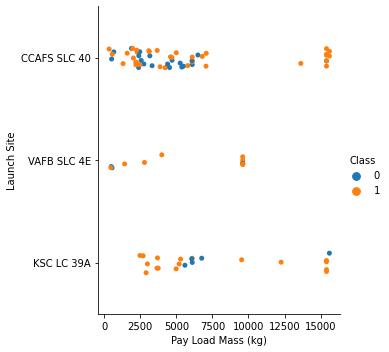 CCAFS SLC 40
VAFB SLC 4E
KSC LC 39A
Launch Site
0 2500 5000 7500 10000 12500 15000
Pay Load Mass (kg)
Class
0
1